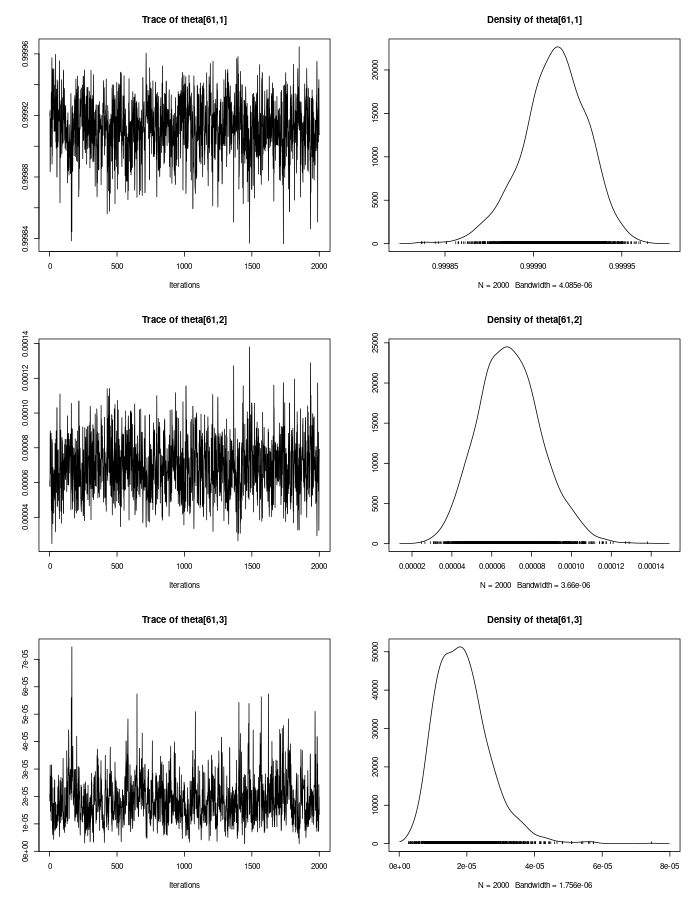 Trace of theta[61,1]
0.99984 0.99988 0.99992 0.99996
0 500 1000 1500 2000
Iterations
Density of theta[61,1]
0 5000 10000 15000 20000
0.99985 0.99990 0.99995
N = 2000 Bandwidth = 4.085e-06
Trace of theta[61,2]
0.00004 0.00006 0.00008 0.00010 0.00012 0.00014
0 500 1000 1500 2000
Iterations
Density of theta[61,2]
0 5000 10000 15000 20000 25000
0.00002 0.00004 0.00006 0.00008 0.00010 0.00012 0.00014
N = 2000 Bandwidth = 3.66e-06
Trace of theta[61,3]
0e+00 1e-05 2e-05 3e-05 4e-05 5e-05 6e-05 7e-05
0 500 1000 1500 2000
Iterations
Density of theta[61,3]
0 10000 20000 30000 40000 50000
0e+00 2e-05 4e-05 6e-05 8e-05
N = 2000 Bandwidth = 1.756e-06